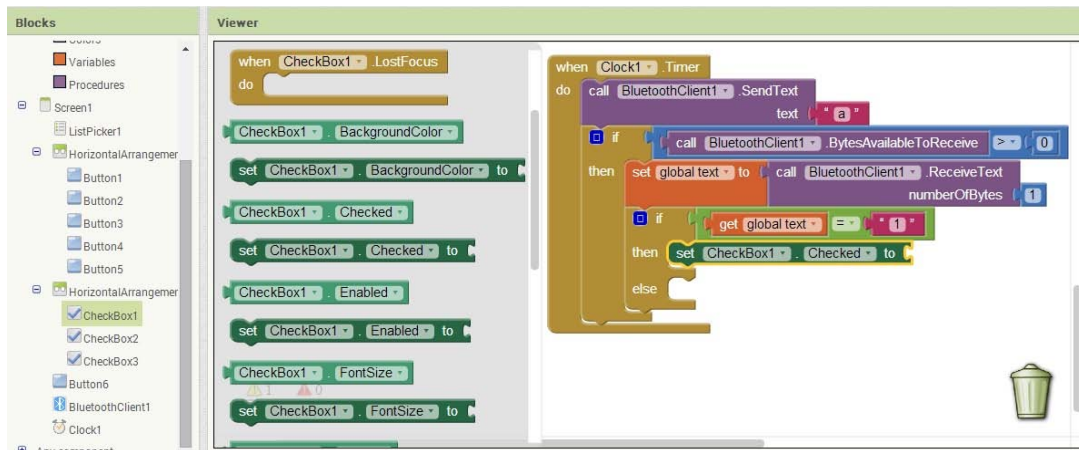 Blocks
Variables
Procedures
Screen1
ListPicker1
HorizontalArrangemer
Button1
Button2
Button3
Button4
Button5
HorizontalArrangemer
CheckBox1
CheckBox2
CheckBox3
Button6
BluetoothClient1
Clock1
Viewer
when CheckBox1 .LostFocus
do
CheckBox1 . BackgroundColor
set CheckBox1 . BackgroundColor to
CheckBox1 . Checked
set CheckBox1 . Checked to
CheckBox1 . Enabled
set CheckBox1 . Enabled to
CheckBox1 . FontSize
1 0
set CheckBox1 . FontSize to
when Clock1 .Timer
do call BluetoothClient1 .SendText
text " a "
if call BluetoothClient1 .BytesAvailableToReceive > 0
then set global text to call BluetoothClient1 .ReceiveText
numberOfBytes 1
if get global text = " 1 "
then set CheckBox1 . Checked to
else